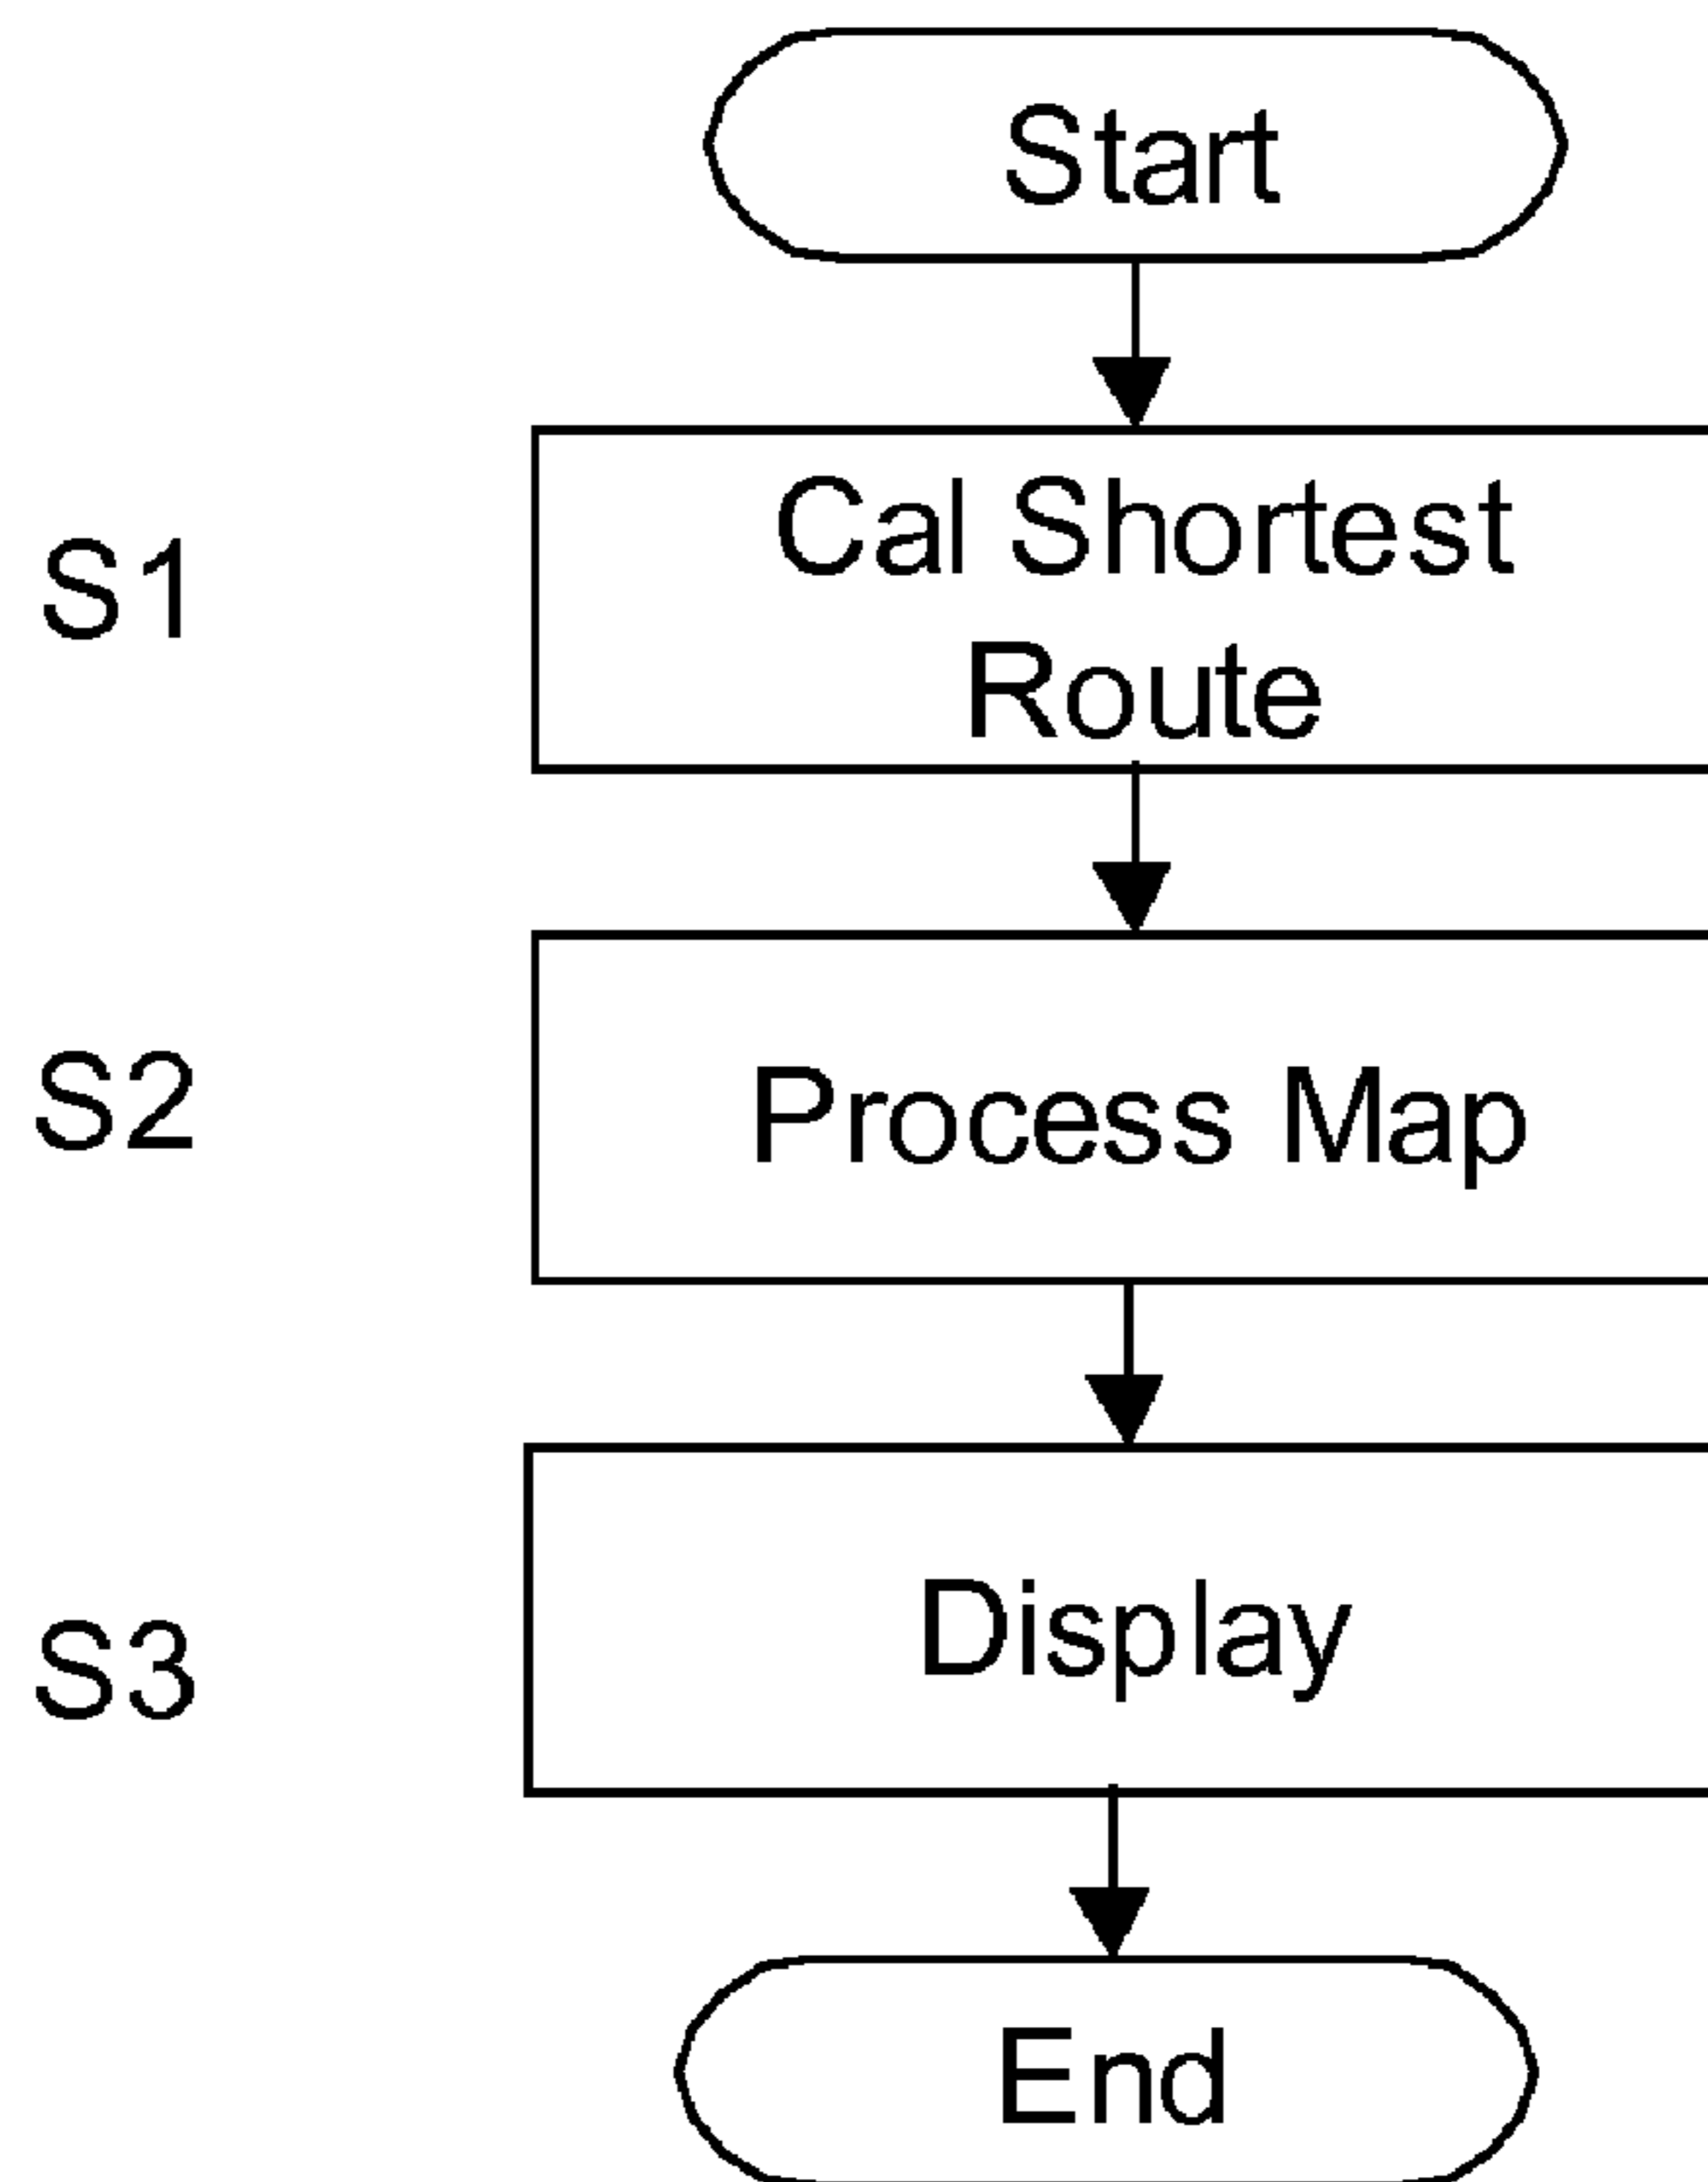 Start
S1
Cal Shortest
Route
S2
Process Map
S3
Display
End